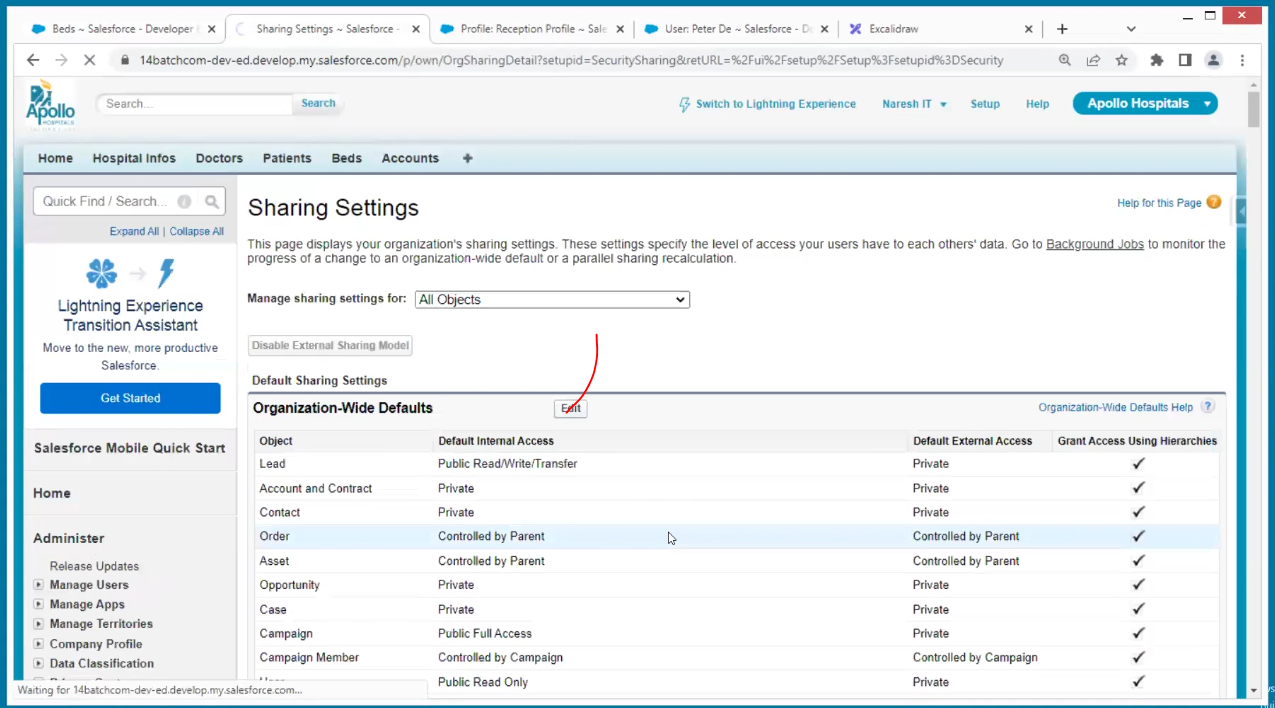 Beds ~ Salesforce - Developer
Sharing Settings ~ Salesforce -
Profile: Reception Profile ~ Sale
User: Peter De ~ Salesforce - De
Excalidraw
14batchcom-dev-ed.develop.my.salesforce.com/p/own/OrgSharingDetail?setupid=SecuritySharing&retURL=%2Fui%2Fsetup%2FSetup%3Fsetupid%3DSecurity
Apollo
HOSPITALS
Search...
Search
Switch to Lightning Experience
Naresh IT
Setup
Help
Apollo Hospitals
Home
Hospital Infos
Doctors
Patients
Beds
Accounts
Quick Find / Search...
Expand All | Collapse All
Lightning Experience
Transition Assistant
Move to the new, more productive
Salesforce.
Get Started
Salesforce Mobile Quick Start
Home
Administer
Release Updates
Manage Users
Manage Apps
Manage Territories
Company Profile
Data Classification
Sharing Settings
Help for this Page
This page displays your organization's sharing settings. These settings specify the level of access your users have to each others' data. Go to Background Jobs to monitor the
progress of a change to an organization-wide default or a parallel sharing recalculation.
Manage sharing settings for: All Objects
Disable External Sharing Model
Default Sharing Settings
Organization-Wide Defaults Edit Organization-Wide Defaults Help ?
Object Default Internal Access Default External Access Grant Access Using Hierarchies
Lead Public Read/Write/Transfer Private
Account and Contract Private Private
Contact Private Private
Order Controlled by Parent Controlled by Parent
Asset Controlled by Parent Controlled by Parent
Opportunity Private Private
Case Private Private
Campaign Public Full Access Private
Campaign Member Controlled by Campaign Controlled by Campaign
User Public Read Only Private
Waiting for 14batchcom-dev-ed.develop.my.salesforce.com...